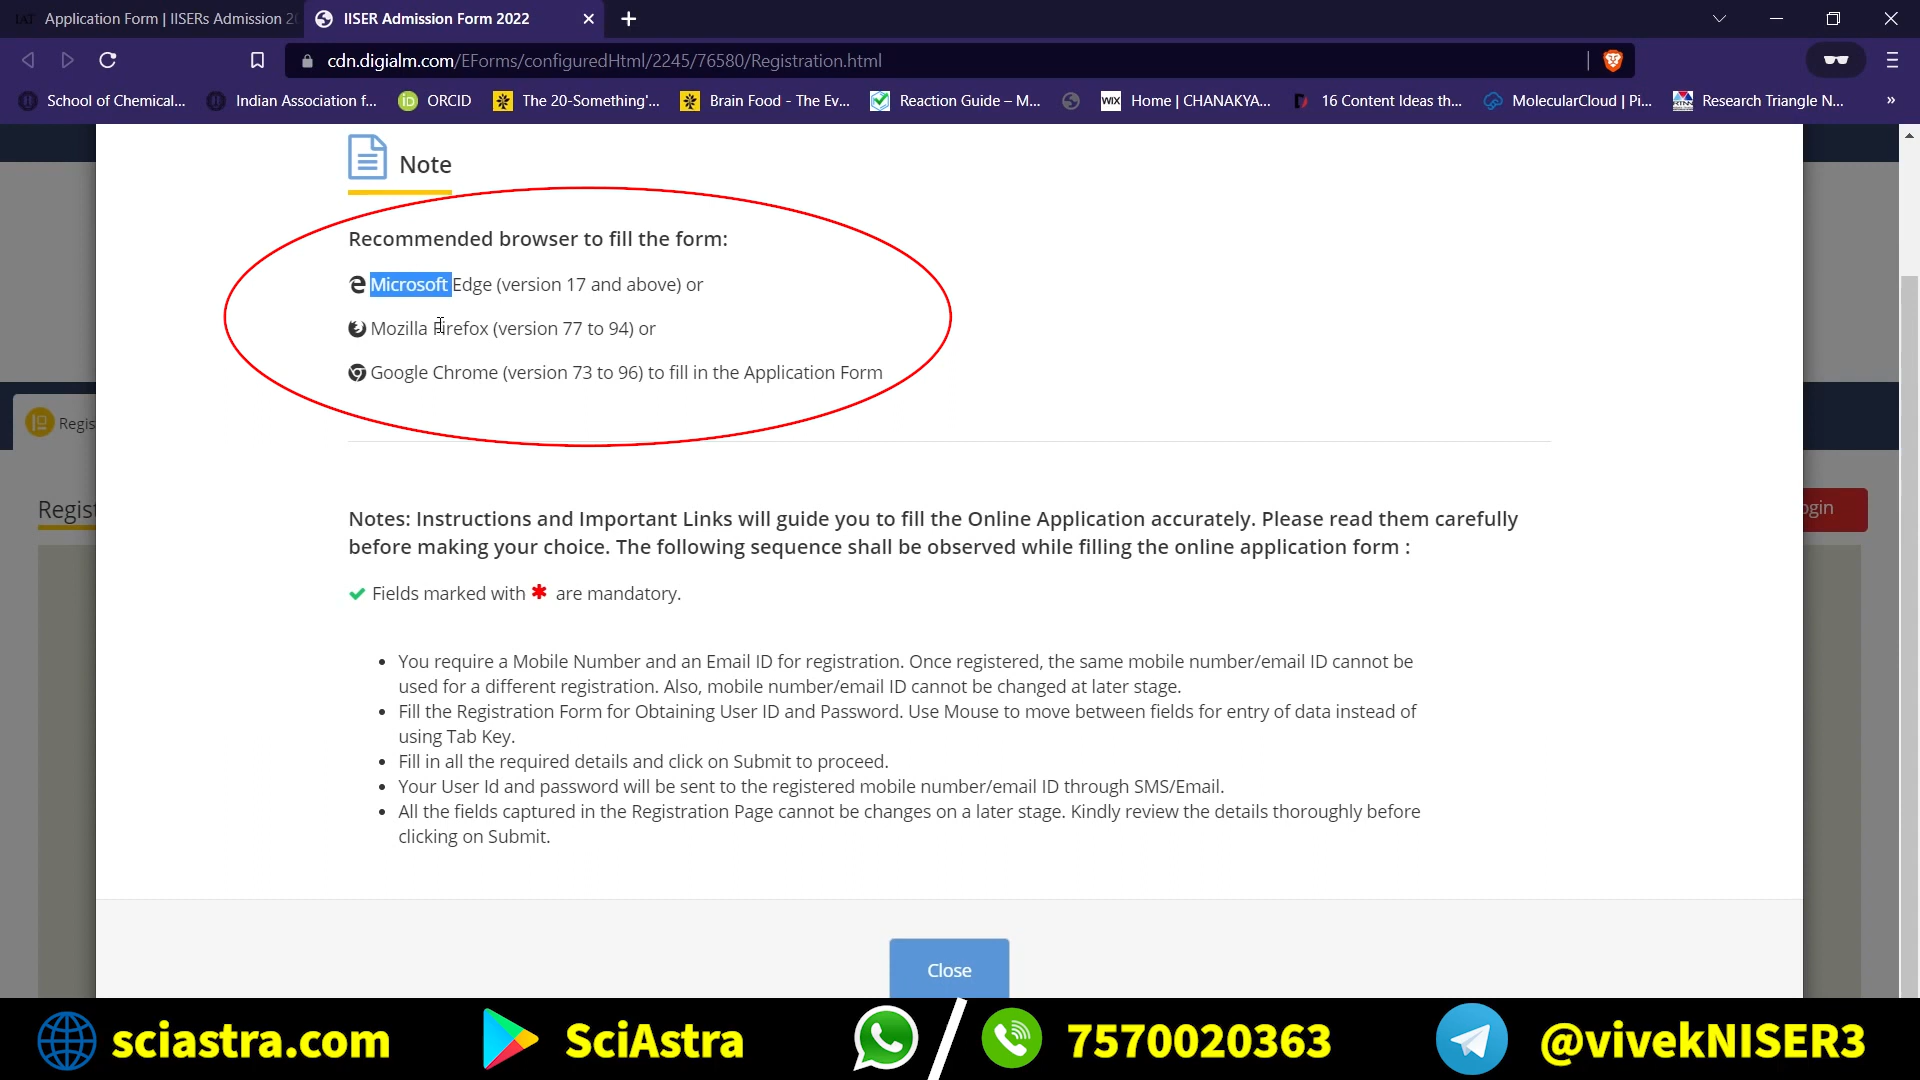 Application Form | IISERs Admission 2
IISER Admission Form 2022
cdn.digialm.com/EForms/configuredHtml/2245/76580/Registration.html
School of Chemical...
Indian Association f...
ORCID
The 20-Something'...
Brain Food - The Ev...
Reaction Guide – M...
Home | CHANAKYA...
16 Content Ideas th...
MolecularCloud | Pi...
Research Triangle N...
Note
Recommended browser to fill the form:
Microsoft Edge (version 17 and above) or
Mozilla Firefox (version 77 to 94) or
Google Chrome (version 73 to 96) to fill in the Application Form
Regis
Regist
ogin
Notes: Instructions and Important Links will guide you to fill the Online Application accurately. Please read them carefully
before making your choice. The following sequence shall be observed while filling the online application form :
Fields marked with * are mandatory.
• You require a Mobile Number and an Email ID for registration. Once registered, the same mobile number/email ID cannot be
used for a different registration. Also, mobile number/email ID cannot be changed at later stage.
• Fill the Registration Form for Obtaining User ID and Password. Use Mouse to move between fields for entry of data instead of
using Tab Key.
• Fill in all the required details and click on Submit to proceed.
• Your User Id and password will be sent to the registered mobile number/email ID through SMS/Email.
• All the fields captured in the Registration Page cannot be changes on a later stage. Kindly review the details thoroughly before
clicking on Submit.
Close
sciastra.com
SciAstra
7570020363
@vivekNISER3